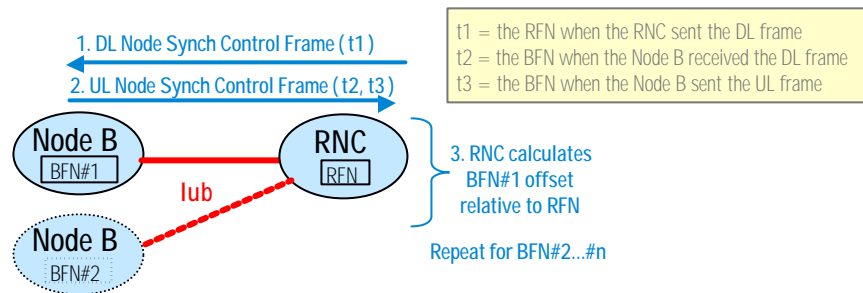 1. DL Node Synch Control Frame ( t1)
2. UL Node Synch Control Frame ( t2, t3)
t1 = the RFN when the RNC sent the DL frame
t2 = the BFN when the Node B received the DL frame
t3 = the BFN when the Node B sent the UL frame
Node B
BFN#1
RNC
RFN
Iub
3. RNC calculates
BFN#1 offset
relative to RFN
Node B
BFN#2
Repeat for BFN#2...#n